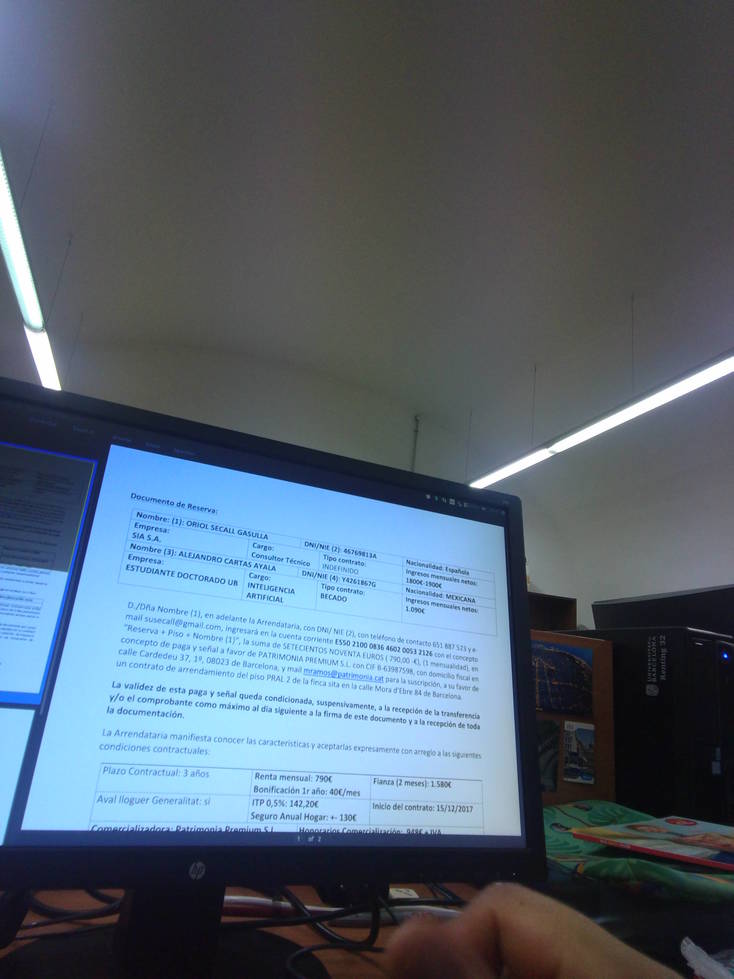 Documento de Reserva:
Nombre: (1): ORIOL SECALL GASULLA DNI/NIE (2): 46769813A Nacionalidad: Española
Empresa: SIA S.A. Cargo: Consultor Técnico Tipo contrato: INDEFINIDO Ingresos mensuales netos: 1800€-1900€
Nombre (3): ALEJANDRO CARTAS AYALA DNI/NIE (4): Y4261867G Nacionalidad: MEXICANA
Empresa: ESTUDIANTE DOCTORADO UB Cargo: INTELIGENCIA ARTIFICIAL Tipo contrato: BECADO Ingresos mensuales netos: 1.090€
D./Dña Nombre (1), en adelante la Arrendataria, con DNI/ NIE (2), con teléfono de contacto 651 887 523 y e-
mail susecall@gmail.com, ingresará en la cuenta corriente ES50 2100 0836 4602 0053 2126 con el concepto
"Reserva + Piso + Nombre (1)", la suma de SETECIENTOS NOVENTA EUROS ( 790,00 -€), (1 mensualidad), en
concepto de paga y señal a favor de PATRIMONIA PREMIUM S.L. con CIF B-63987598, con domicilio fiscal en
calle Cardedeu 37, 1º, 08023 de Barcelona, y mail mramos@patrimonia.cat para la suscripción, a su favor de
un contrato de arrendamiento del piso PRAL 2 de la finca sita en la calle Mora d'Ebre 84 de Barcelona.
La validez de esta paga y señal queda condicionada, suspensivamente, a la recepción de la transferencia
y/o el comprobante como máximo al día siguiente a la firma de este documento y a la recepción de toda
la documentación.
La Arrendataria manifiesta conocer las características y aceptarlas expresamente con arreglo a las siguientes
condiciones contractuales:
Plazo Contractual: 3 años Renta mensual: 790€ Fianza (2 meses): 1.580€
Bonificación 1r año: 40€/mes
Aval lloguer Generalitat: sí ITP 0,5%: 142,20€ Inicio del contrato: 15/12/2017
Seguro Anual Hogar: +- 130€
Comercializadora: Patrimonia Premium S.L. Honorarios Comercialización: 948€ + IVA
1 of 2
hp
UNIVERSITAT DE BARCELONA
Renting 32